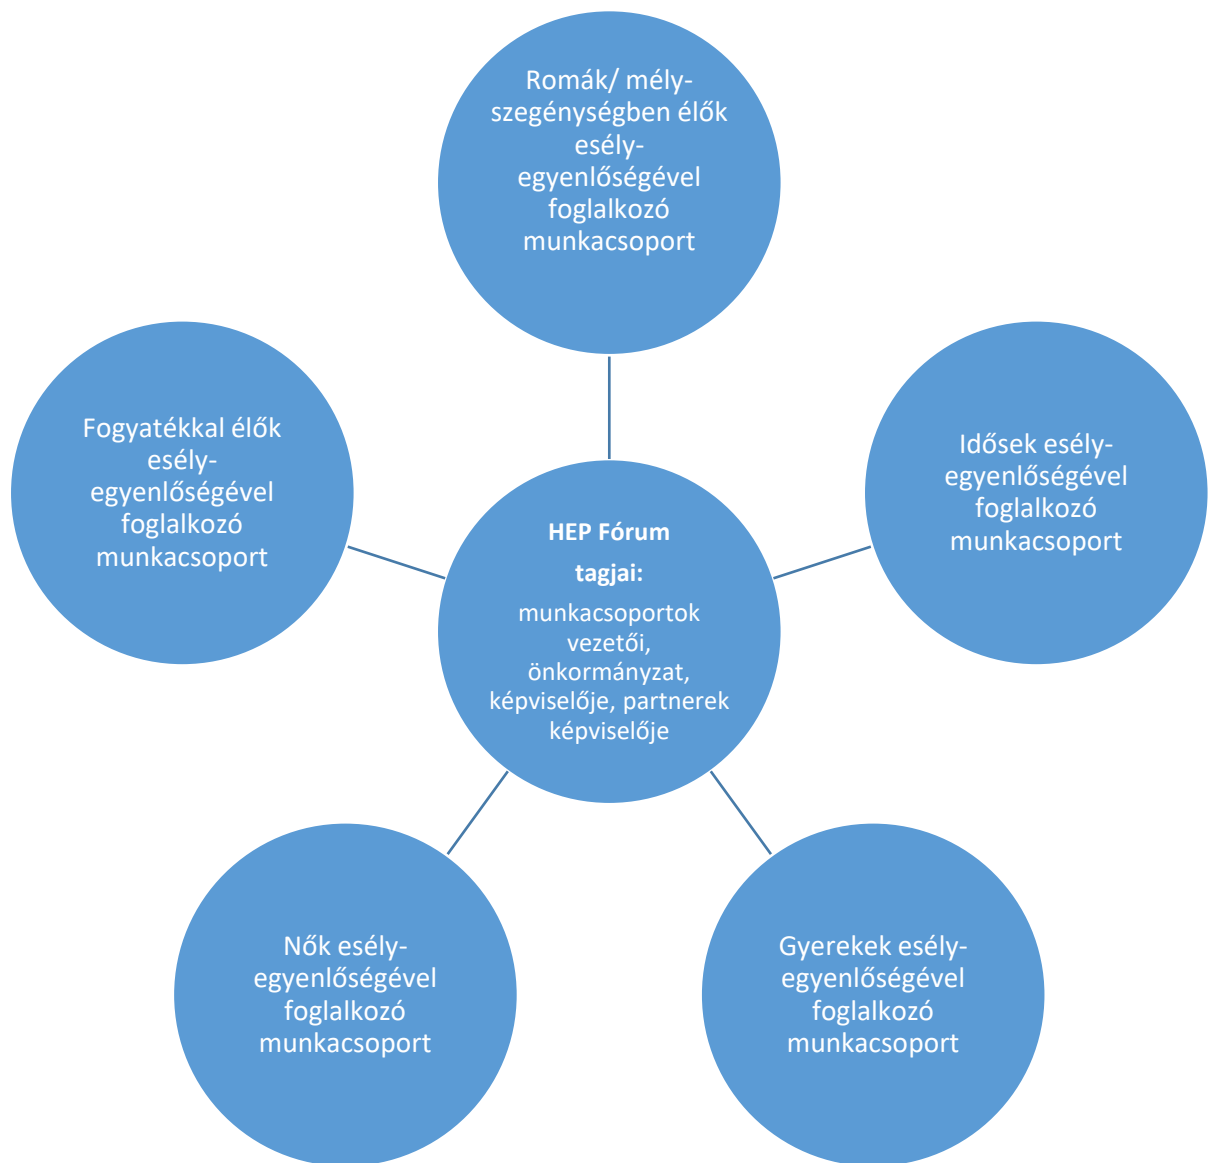 Romák/ mély-
szegénységben élők
esély-
egyenlőségével
foglalkozó
munkacsoport
Fogyatékkal élők
esély-
egyenlőségével
foglalkozó
munkacsoport
Idősek esély-
egyenlőségével
foglalkozó
munkacsoport
HEP Fórum
tagjai:
munkacsoportok
vezetői,
önkormányzat,
képviselője, partnerek
képviselője
Nők esély-
egyenlőségével
foglalkozó
munkacsoport
Gyerekek esély-
egyenlőségével
foglalkozó
munkacsoport